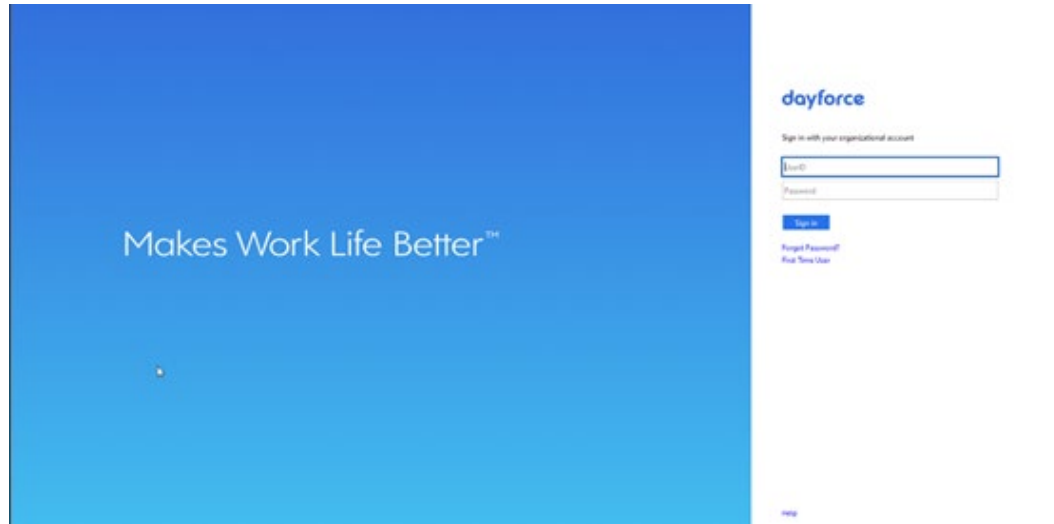 Makes Work Life Better™
dayforce
Sign in with your organizational account
UserID
Password
Sign in
Forgot Password?
First Time User
Help